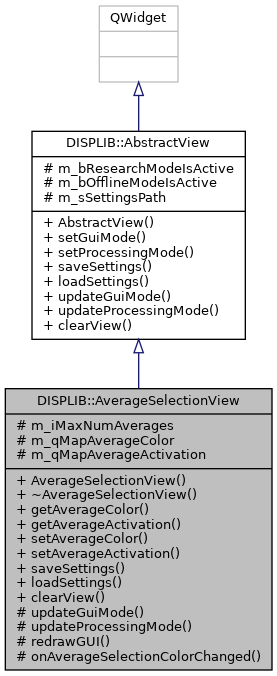 QWidget
DISPLIB::AbstractView
# m_bResearchModeIsActive
# m_bOfflineModeIsActive
# m_sSettingsPath
+ AbstractView()
+ setGuiMode()
+ setProcessingMode()
+ saveSettings()
+ loadSettings()
+ updateGuiMode()
+ updateProcessingMode()
+ clearView()
DISPLIB::AverageSelectionView
# m_iMaxNumAverages
# m_qMapAverageColor
# m_qMapAverageActivation
+ AverageSelectionView()
+ ~AverageSelectionView()
+ getAverageColor()
+ getAverageActivation()
+ setAverageColor()
+ setAverageActivation()
+ saveSettings()
+ loadSettings()
+ clearView()
# updateGuiMode()
# updateProcessingMode()
# redrawGUI()
# onAverageSelectionColorChanged()